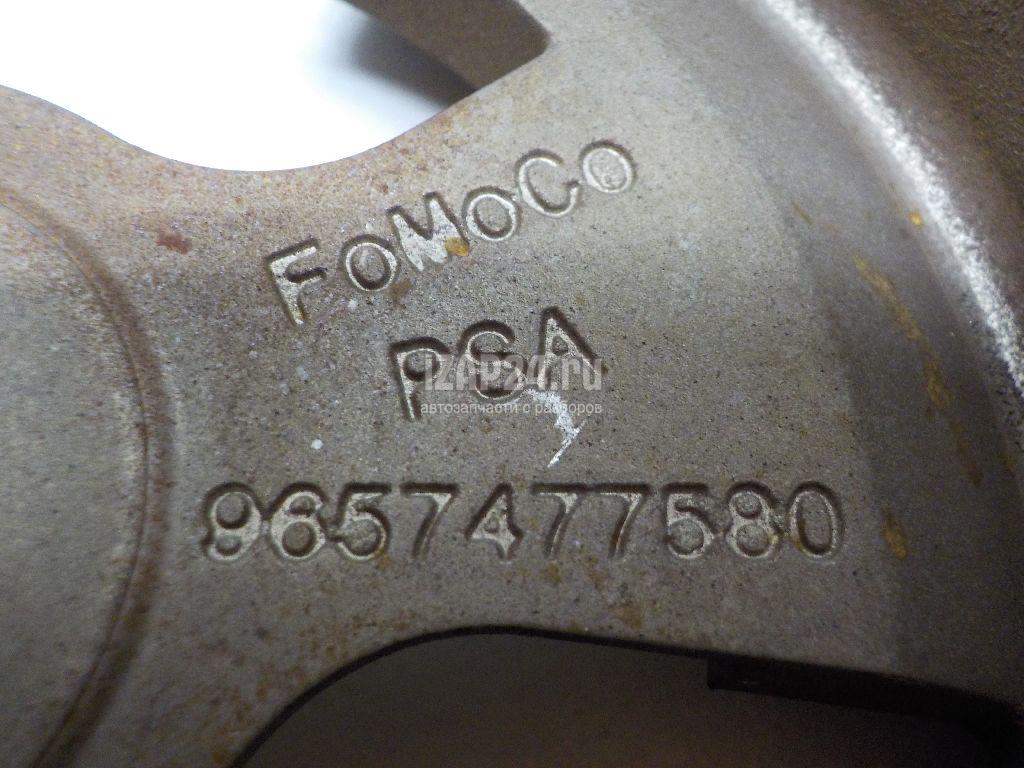 FoMoCo
PSA
IZAP24.ru
автозапчасти с разборов
9657477580